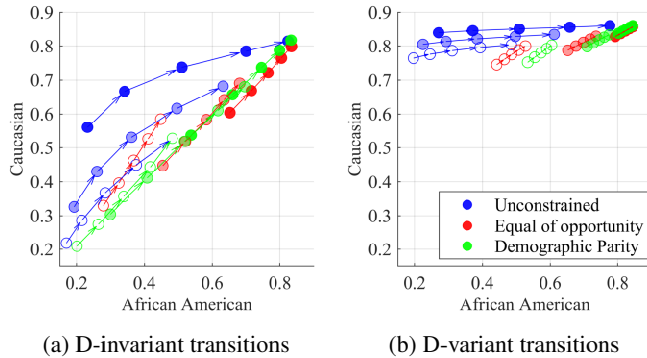 0.9
0.8
0.7
0.6
0.5
0.4
0.3
0.2
Caucasian
0.2 0.4 0.6 0.8
African American
(a) D-invariant transitions
0.9
0.8
0.7
0.6
0.5
0.4
0.3
0.2
Caucasian
Unconstrained
Equal of opportunity
Demographic Parity
0.2 0.4 0.6 0.8
African American
(b) D-variant transitions